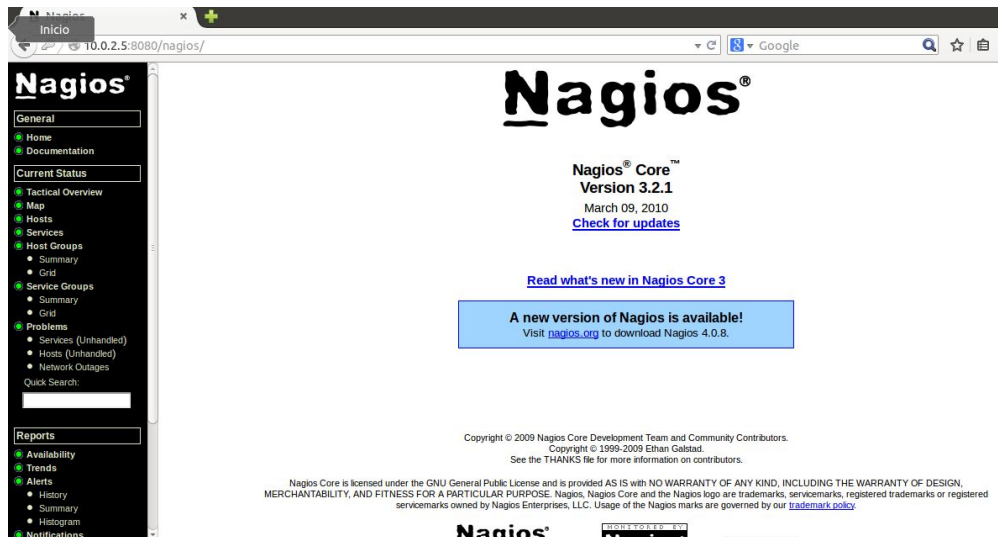 Nagios
Inicio
10.0.2.5:8080/nagios/
Google
Nagios®
General
Home
Documentation
Current Status
Tactical Overview
Map
Hosts
Services
Host Groups
Summary
Grid
Service Groups
Summary
Grid
Problems
Services (Unhandled)
Hosts (Unhandled)
Network Outages
Quick Search:
Reports
Availability
Trends
Alerts
History
Summary
Histogram
Notifications
Nagios®
Nagios® Core™
Version 3.2.1
March 09, 2010
Check for updates
Read what's new in Nagios Core 3
A new version of Nagios is available!
Visit nagios.org to download Nagios 4.0.8.
Copyright © 2009 Nagios Core Development Team and Community Contributors.
Copyright © 1999-2009 Ethan Galstad.
See the THANKS file for more information on contributors.
Nagios Core is licensed under the GNU General Public License and is provided AS IS with NO WARRANTY OF ANY KIND, INCLUDING THE WARRANTY OF DESIGN,
MERCHANTABILITY, AND FITNESS FOR A PARTICULAR PURPOSE. Nagios, Nagios Core and the Nagios logo are trademarks, servicemarks, registered trademarks or registered
servicemarks owned by Nagios Enterprises, LLC. Usage of the Nagios marks are governed by our trademark policy.
Nagios®
MONITORED BY